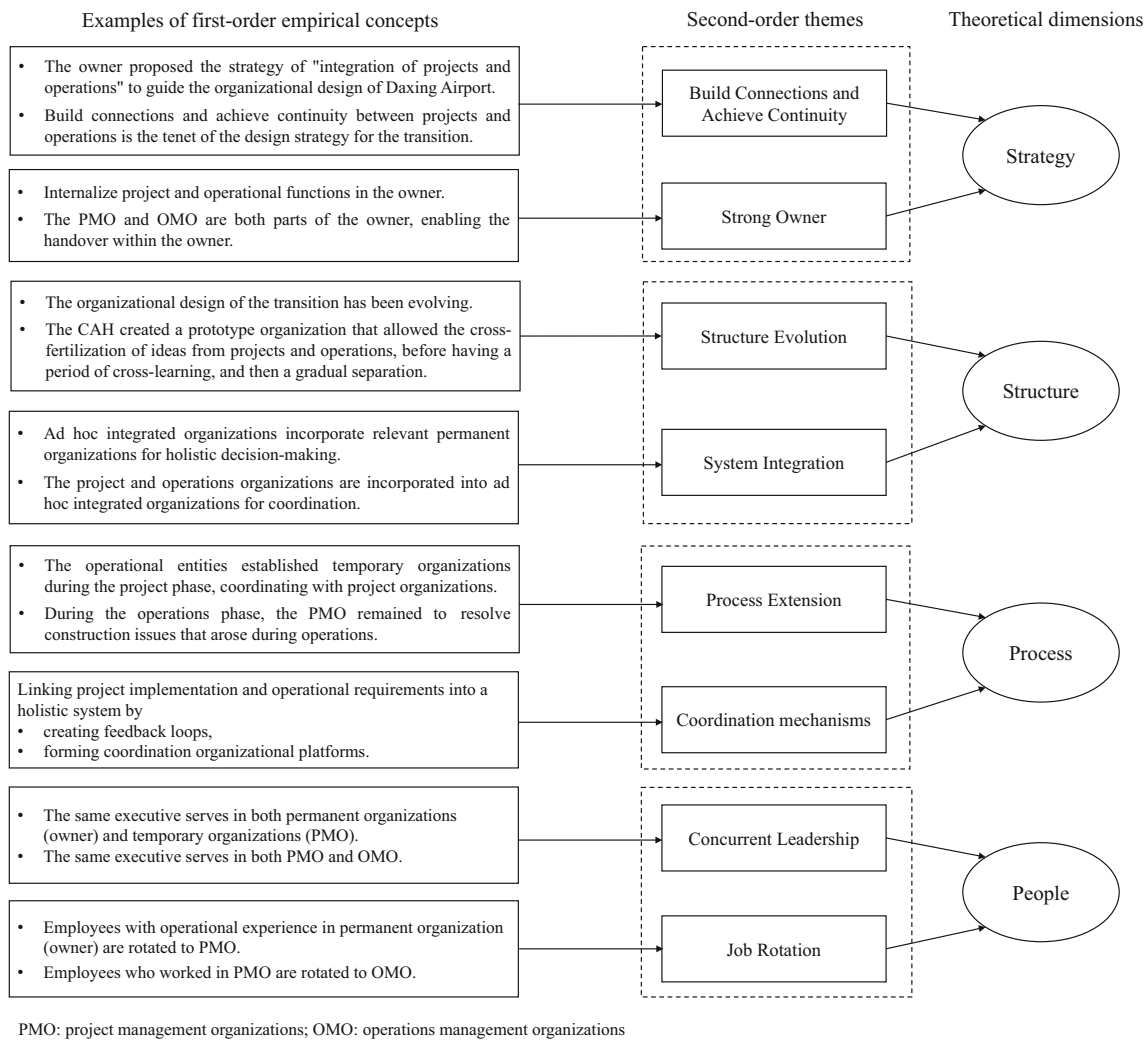 Examples of first-order empirical concepts
Second-order themes
Theoretical dimensions
• The owner proposed the strategy of "integration of projects and
operations" to guide the organizational design of Daxing Airport.
• Build connections and achieve continuity between projects and
operations is the tenet of the design strategy for the transition.
Build Connections and
Achieve Continuity
Strategy
• Internalize project and operational functions in the owner.
• The PMO and OMO are both parts of the owner, enabling the
handover within the owner.
Strong Owner
• The organizational design of the transition has been evolving.
• The CAH created a prototype organization that allowed the cross-
fertilization of ideas from projects and operations, before having a
period of cross-learning, and then a gradual separation.
Structure Evolution
Structure
• Ad hoc integrated organizations incorporate relevant permanent
organizations for holistic decision-making.
• The project and operations organizations are incorporated into ad
hoc integrated organizations for coordination.
System Integration
• The operational entities established temporary organizations
during the project phase, coordinating with project organizations.
• During the operations phase, the PMO remained to resolve
construction issues that arose during operations.
Process Extension
Process
Linking project implementation and operational requirements into a
holistic system by
• creating feedback loops,
• forming coordination organizational platforms.
Coordination mechanisms
• The same executive serves in both permanent organizations
(owner) and temporary organizations (PMO).
• The same executive serves in both PMO and OMO.
Concurrent Leadership
People
• Employees with operational experience in permanent organization
(owner) are rotated to PMO.
• Employees who worked in PMO are rotated to OMO.
Job Rotation
PMO: project management organizations; OMO: operations management organizations